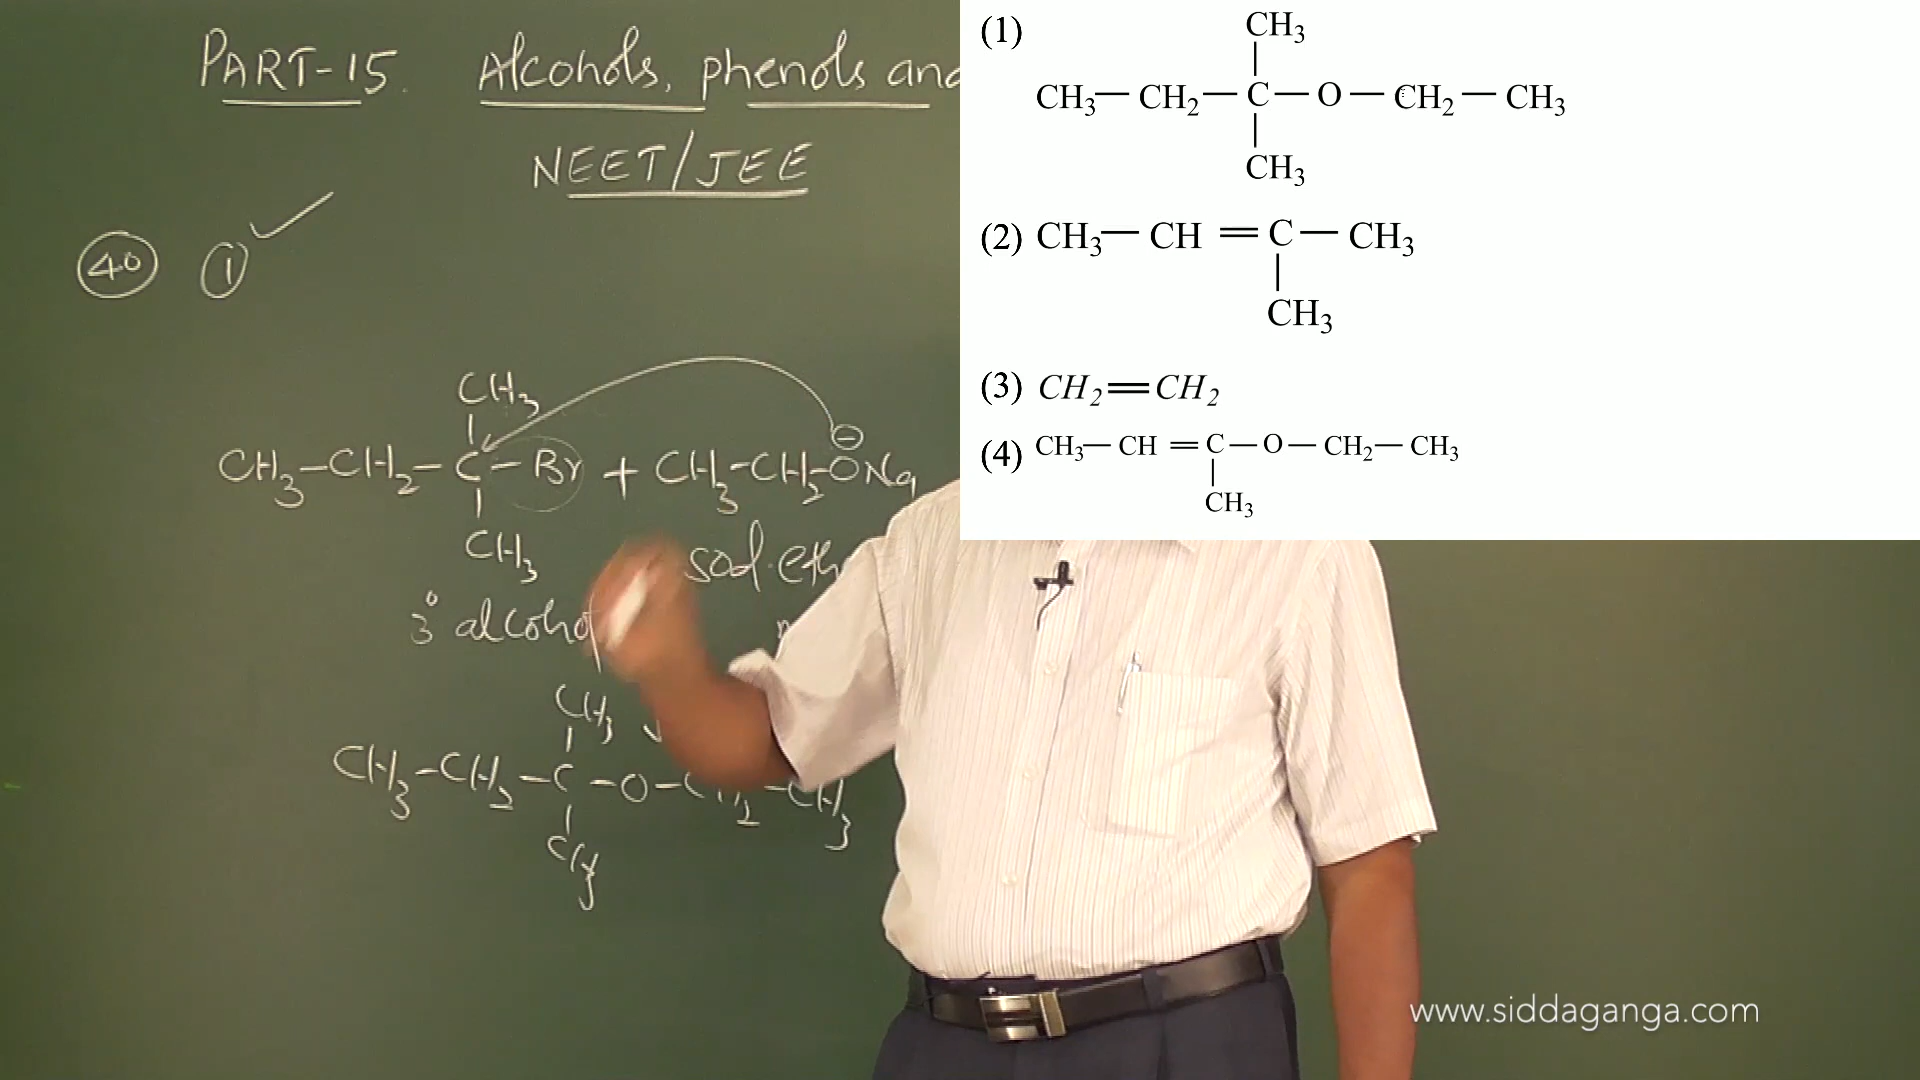 PART-15. Alcohols, phenols and
NEET/JEE
40 1
CH3
CH3-CH2-C-Br + CH3-CH2-ONa
CH3
sod.eth
3° alcoho
CH3
CH3-CH2-C-O-CH2-CH3
CH3
(1) CH3
CH3—CH2—C—O—CH2—CH3
CH3
(2) CH3—CH=C—CH3
CH3
(3) CH2=CH2
(4) CH3—CH=C—O—CH2—CH3
CH3
www.siddaganga.com